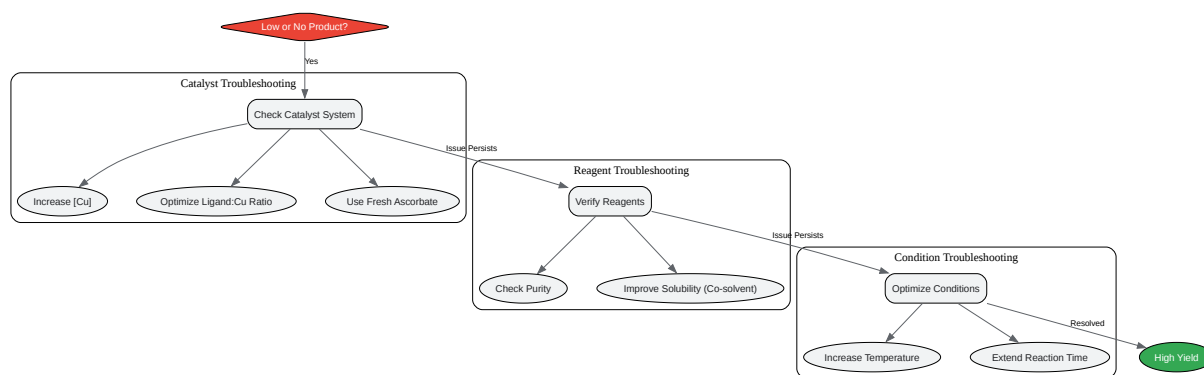 Low or No Product?
Yes
Catalyst Troubleshooting
Check Catalyst System
Issue Persists
Increase [Cu]
Optimize Ligand:Cu Ratio
Use Fresh Ascorbate
Reagent Troubleshooting
Verify Reagents
Issue Persists
Check Purity
Improve Solubility (Co-solvent)
Condition Troubleshooting
Optimize Conditions
Resolved
Increase Temperature
Extend Reaction Time
High Yield